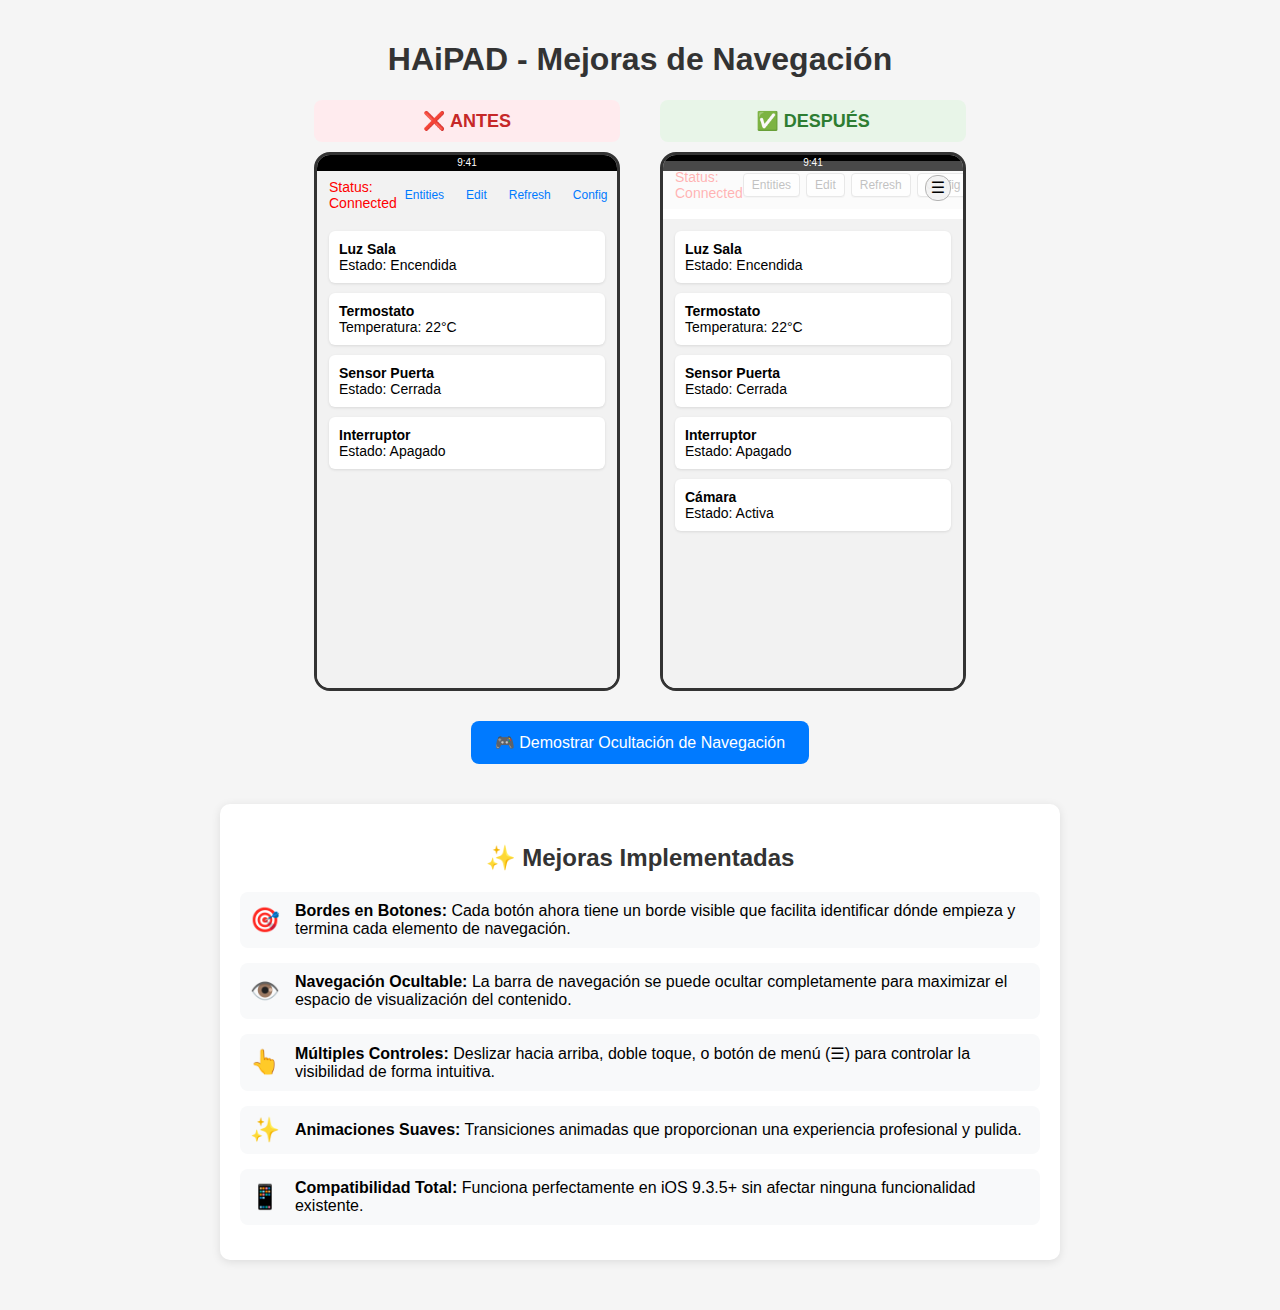 HAiPAD - Mejoras de Navegación
❌ ANTES
9:41
Status:
Connected
Entities
Edit
Refresh
Config
Luz Sala
Estado: Encendida
Termostato
Temperatura: 22°C
Sensor Puerta
Estado: Cerrada
Interruptor
Estado: Apagado
✅ DESPUÉS
9:41
Status:
Connected
Entities
Edit
Refresh
☰
Luz Sala
Estado: Encendida
Termostato
Temperatura: 22°C
Sensor Puerta
Estado: Cerrada
Interruptor
Estado: Apagado
Cámara
Estado: Activa
🎮 Demostrar Ocultación de Navegación
✨ Mejoras Implementadas
🎯 Bordes en Botones: Cada botón ahora tiene un borde visible que facilita identificar dónde empieza y
termina cada elemento de navegación.
👁️ Navegación Ocultable: La barra de navegación se puede ocultar completamente para maximizar el
espacio de visualización del contenido.
👆 Múltiples Controles: Deslizar hacia arriba, doble toque, o botón de menú (☰) para controlar la
visibilidad de forma intuitiva.
✨ Animaciones Suaves: Transiciones animadas que proporcionan una experiencia profesional y pulida.
📱 Compatibilidad Total: Funciona perfectamente en iOS 9.3.5+ sin afectar ninguna funcionalidad
existente.